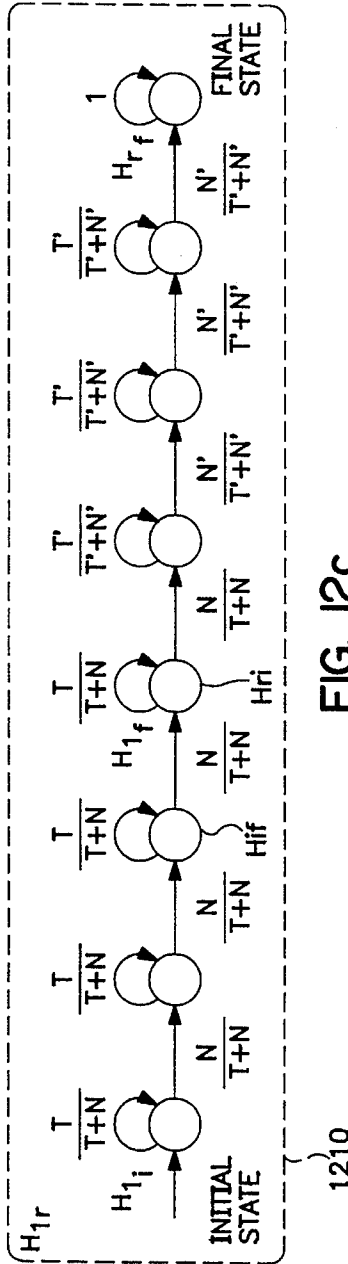 H1r
T/T+N T/T+N T/T+N T/T+N T'/T'+N' T'/T'+N' T'/T'+N' 1
H1i H1f Hrf
INITIAL STATE
N/T+N N/T+N N/T+N N/T+N N'/T'+N' N'/T'+N' N'/T'+N'
FINAL STATE
Hif Hri
1210
FIG. 12c